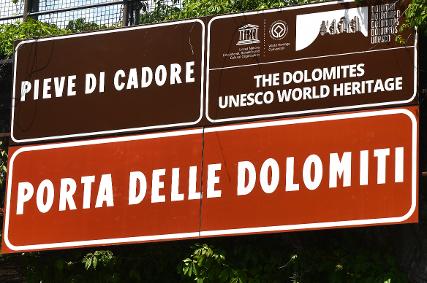 PIEVE DI CADORE
THE DOLOMITES
UNESCO WORLD HERITAGE
PORTA DELLE DOLOMITI